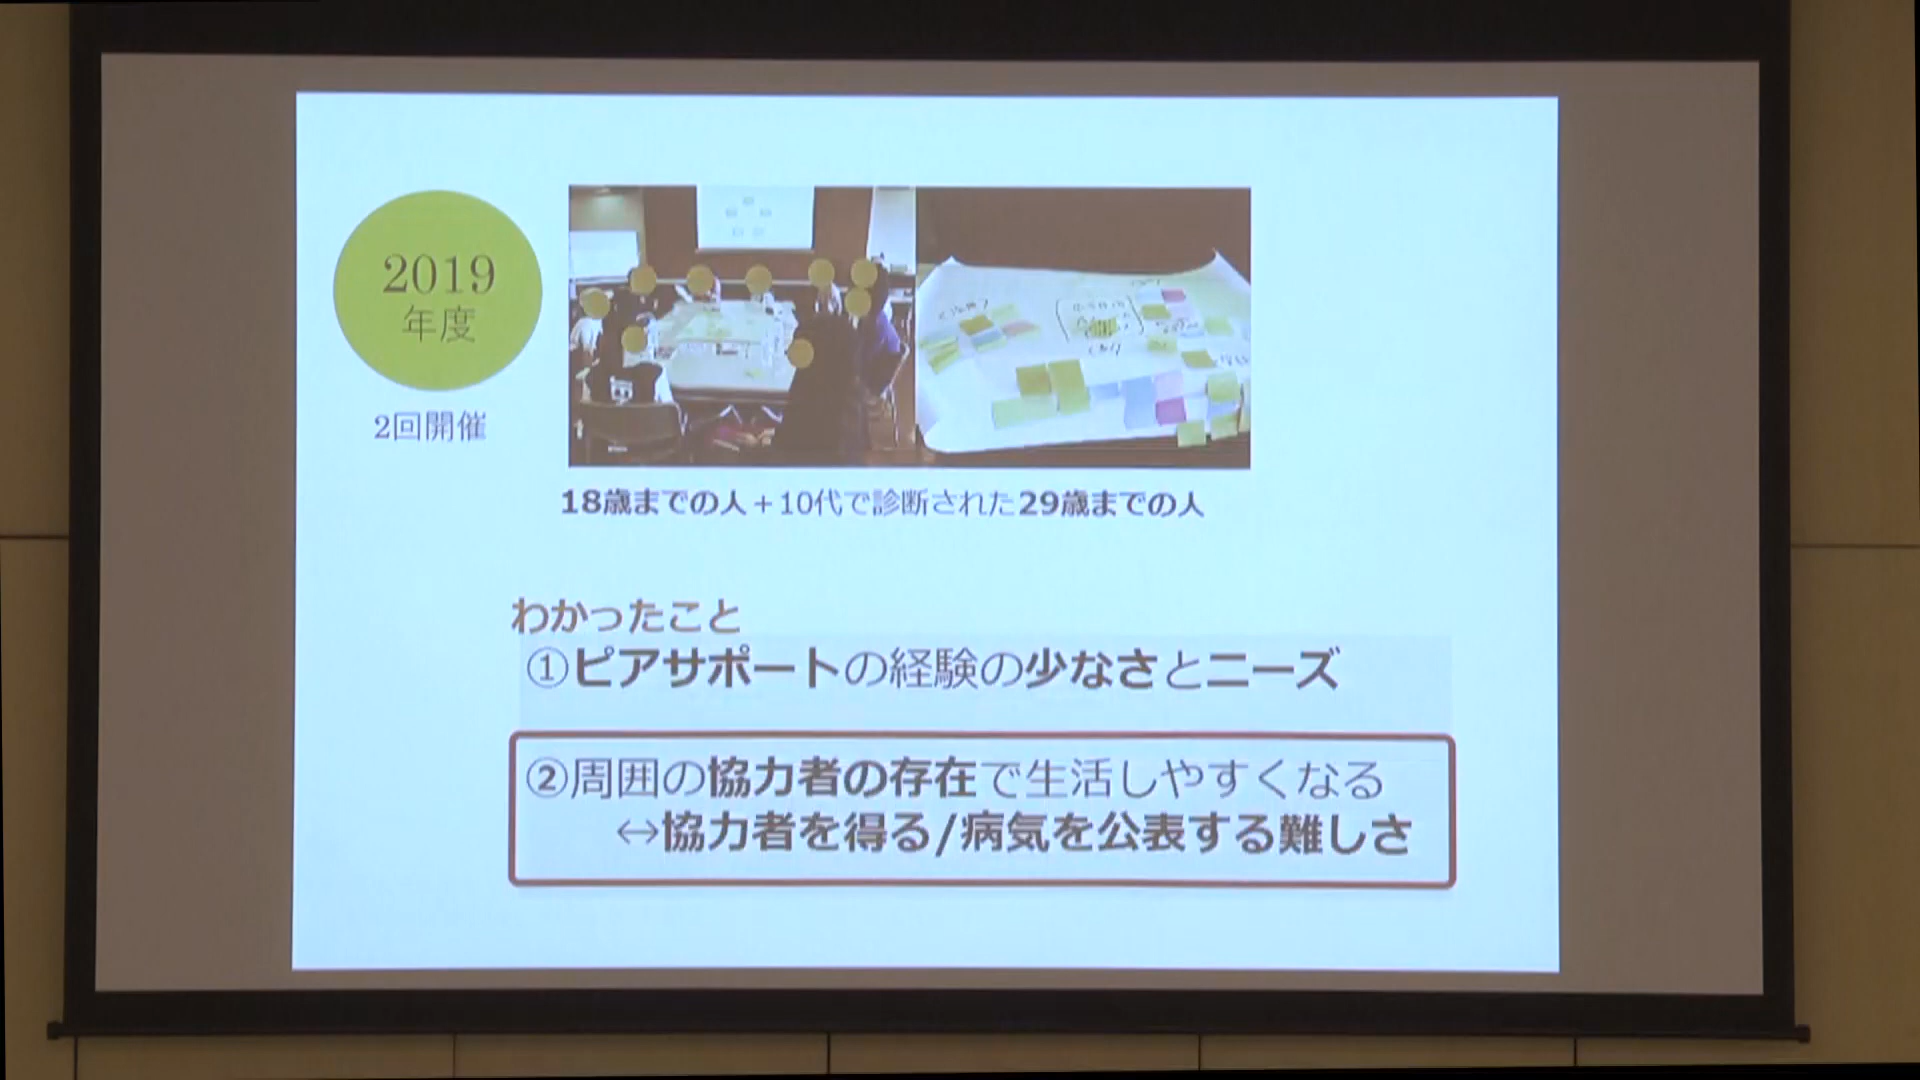 2019
年度
2回開催
18歳までの人＋10代で診断された29歳までの人
わかったこと
①ピアサポートの経験の少なさとニーズ
②周囲の協力者の存在で生活しやすくなる
↔協力者を得る/病気を公表する難しさ